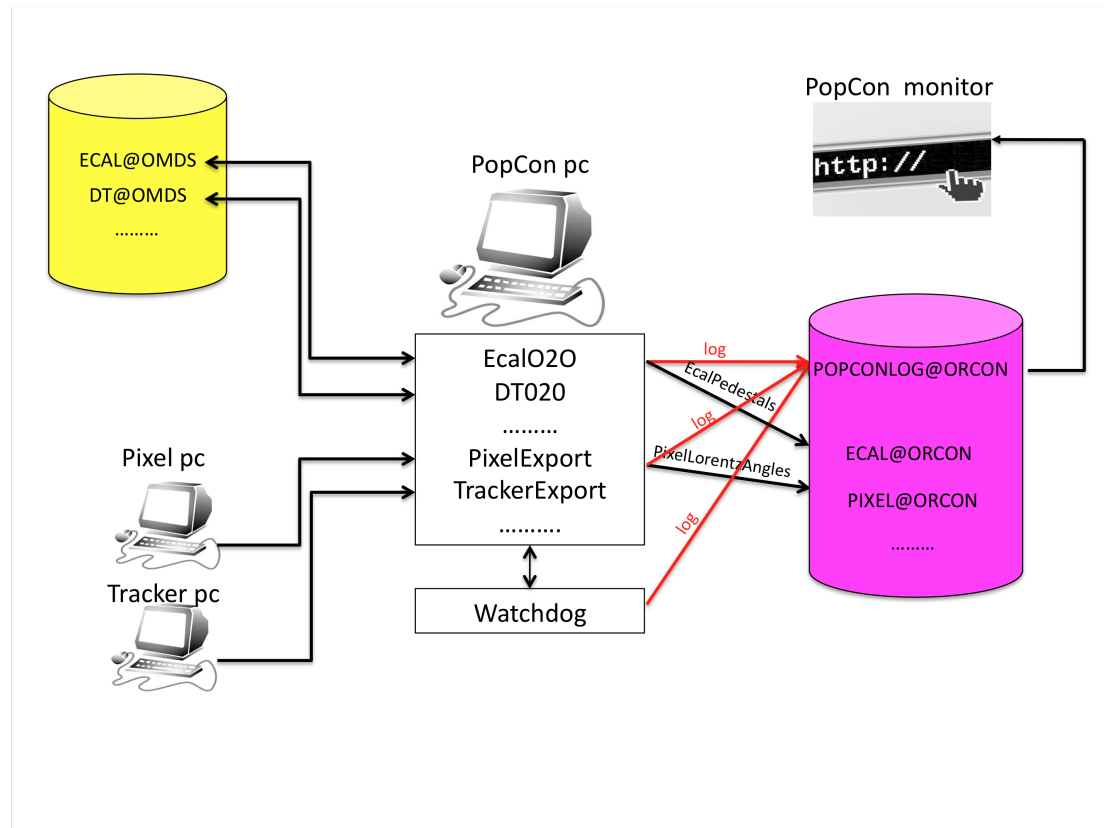 PopCon monitor
http://
ECAL@OMDS
DT@OMDS
.........
PopCon pc
EcalO2O
DT020
.........
PixelExport
TrackerExport
..........
Watchdog
Pixel pc
Tracker pc
log
EcalPedestals
log
PixelLorentzAngles
log
POPCONLOG@ORCON
ECAL@ORCON
PIXEL@ORCON
.........